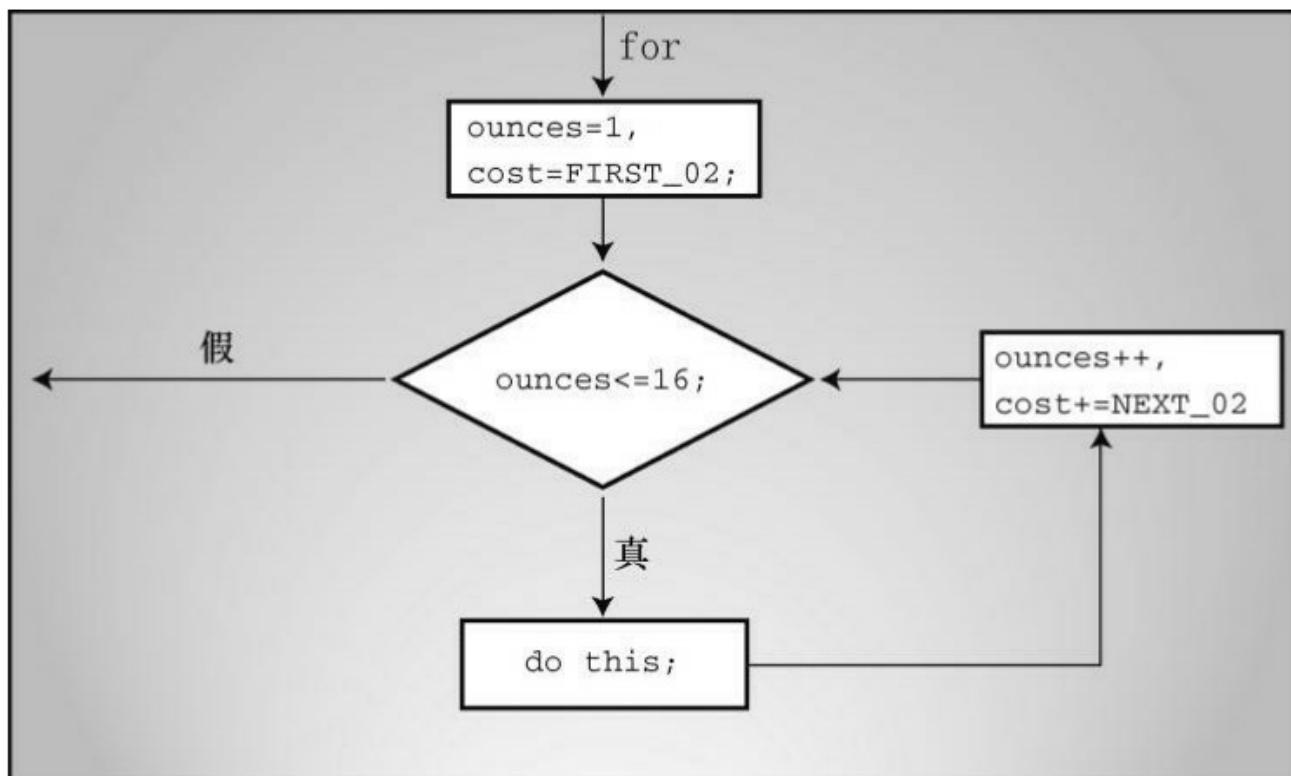 for
ounces=1,
cost=FIRST_02;
假
ounces<=16;
ounces++,
cost+=NEXT_02
真
do this;